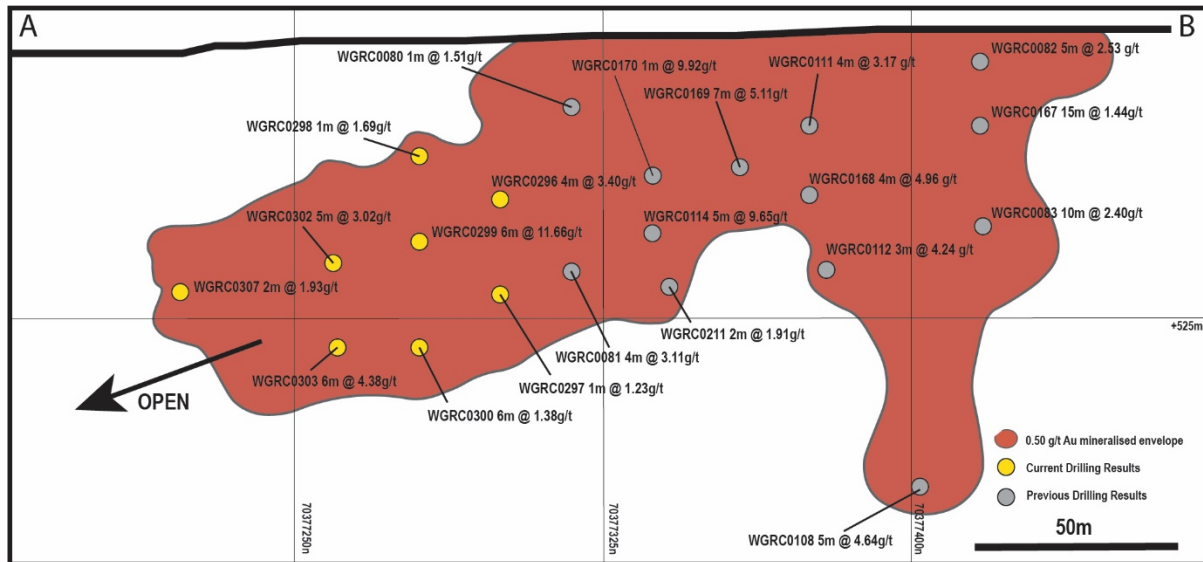 A
B
WGRC0082 5m @ 2.53 g/t
WGRC0080 1m @ 1.51g/t
WGRC0170 1m @ 9.92g/t
WGRC0111 4m @ 3.17 g/t
WGRC0169 7m @ 5.11g/t
WGRC0167 15m @ 1.44g/t
WGRC0298 1m @ 1.69g/t
WGRC0296 4m @ 3.40g/t
WGRC0168 4m @ 4.96 g/t
WGRC0302 5m @ 3.02g/t
WGRC0114 5m @ 9.65g/t
WGRC0083 10m @ 2.40g/t
WGRC0299 6m @ 11.66g/t
WGRC0112 3m @ 4.24 g/t
WGRC0307 2m @ 1.93g/t
+525m
WGRC0211 2m @ 1.91g/t
WGRC0081 4m @ 3.11g/t
WGRC0303 6m @ 4.38g/t
WGRC0297 1m @ 1.23g/t
OPEN
WGRC0300 6m @ 1.38g/t
0.50 g/t Au mineralised envelope
Current Drilling Results
Previous Drilling Results
70377250n
70377325n
70377400n
50m
WGRC0108 5m @ 4.64g/t